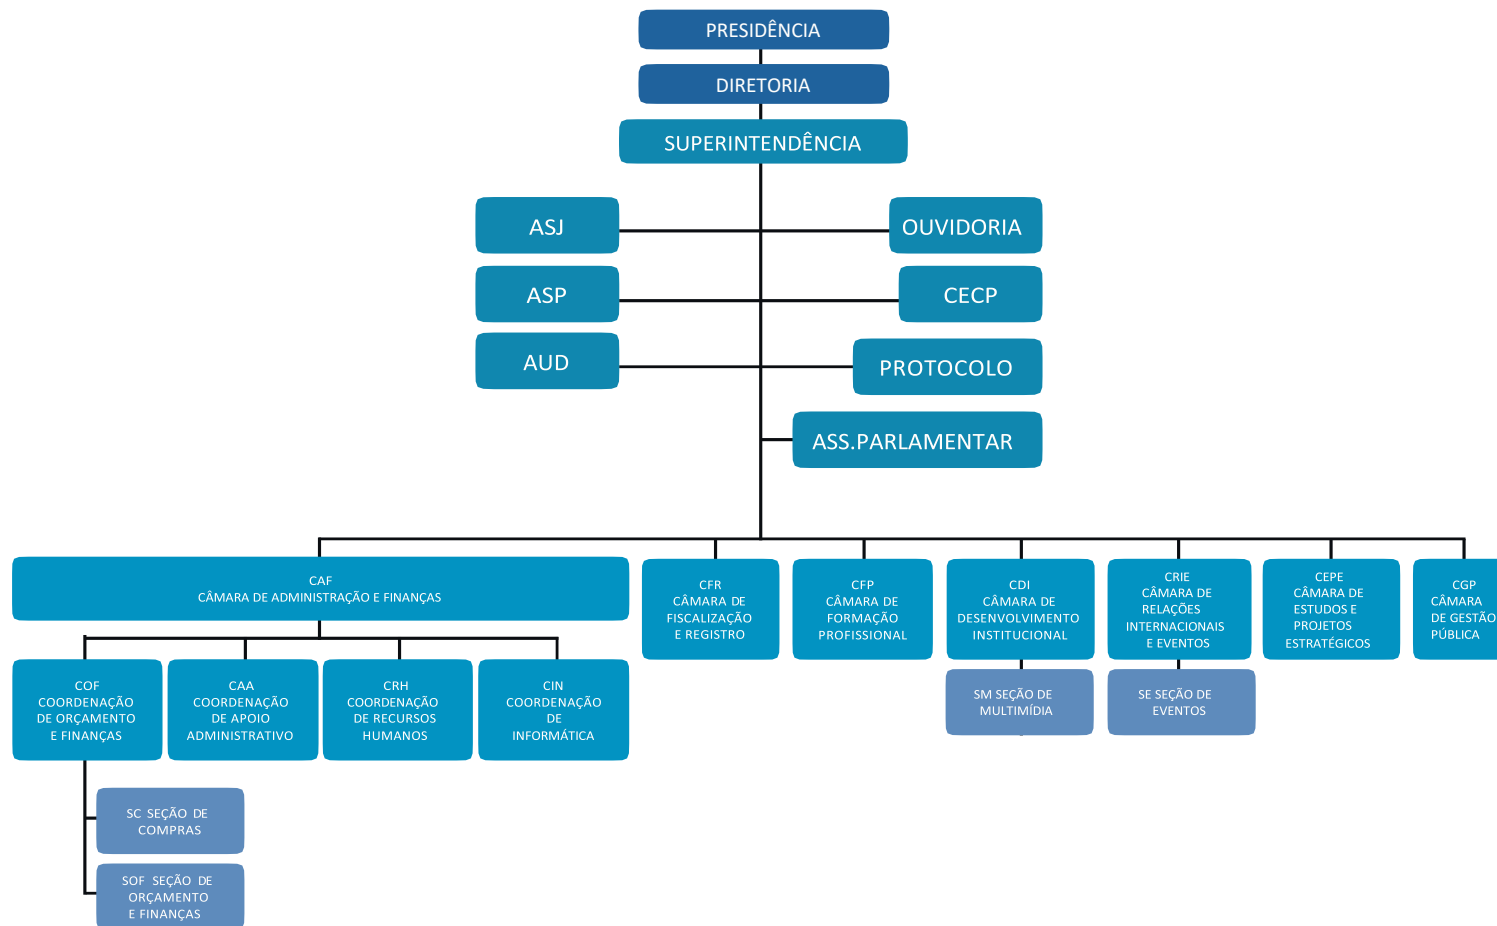 PRESIDÊNCIA
DIRETORIA
SUPERINTENDÊNCIA
ASJ
OUVIDORIA
ASP
CECP
AUD
PROTOCOLO
ASS.PARLAMENTAR
CAF
CÂMARA DE ADMINISTRAÇÃO E FINANÇAS
CFR
CÂMARA DE
FISCALIZAÇÃO
E REGISTRO
CFP
CÂMARA DE
FORMAÇÃO
PROFISSIONAL
CDI
CÂMARA DE
DESENVOLVIMENTO
INSTITUCIONAL
CRIE
CÂMARA DE
RELAÇÕES
INTERNACIONAIS
E EVENTOS
CEPE
CÂMARA DE
ESTUDOS E
PROJETOS
ESTRATÉGICOS
CGP
CÂMARA
DE GESTÃO
PÚBLICA
COF
COORDENAÇÃO
DE ORÇAMENTO
E FINANÇAS
CAA
COORDENAÇÃO
DE APOIO
ADMINISTRATIVO
CRH
COORDENAÇÃO
DE RECURSOS
HUMANOS
CIN
COORDENAÇÃO
DE
INFORMÁTICA
SM SEÇÃO DE
MULTIMÍDIA
SE SEÇÃO DE
EVENTOS
SC SEÇÃO DE
COMPRAS
SOF SEÇÃO DE
ORÇAMENTO
E FINANÇAS